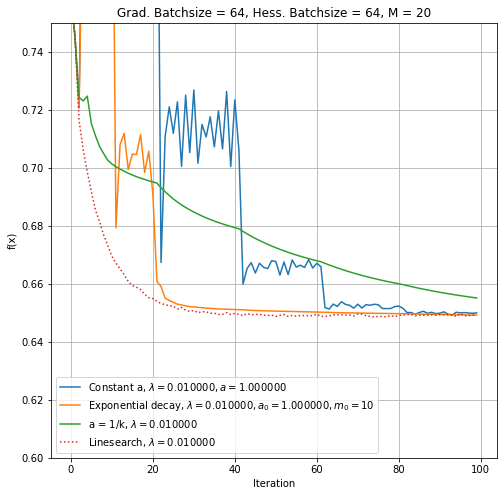 Grad. Batchsize = 64, Hess. Batchsize = 64, M = 20
f(x)
0.74
0.72
0.70
0.68
0.66
0.64
0.62
0.60
Constant a, λ = 0.010000, a = 1.000000
Exponential decay, λ = 0.010000, a₀ = 1.000000, m₀ = 10
a = 1/k, λ = 0.010000
Linesearch, λ = 0.010000
0 20 40 60 80 100
Iteration